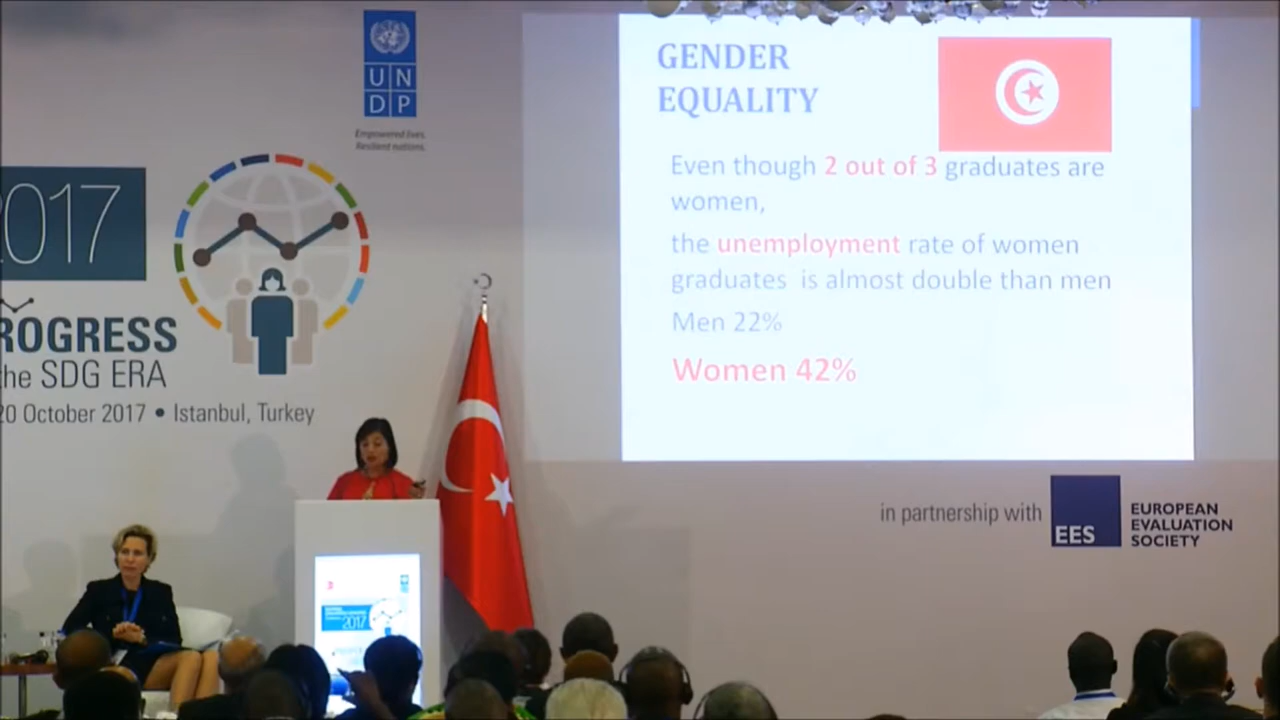 UN
DP
Empowered lives.
Resilient nations.
2017
ROGRESS
the SDG ERA
20 October 2017 • Istanbul, Turkey
GENDER
EQUALITY
Even though 2 out of 3 graduates are
women,
the unemployment rate of women
graduates is almost double than men
Men 22%
Women 42%
in partnership with
EES
EUROPEAN
EVALUATION
SOCIETY
2017